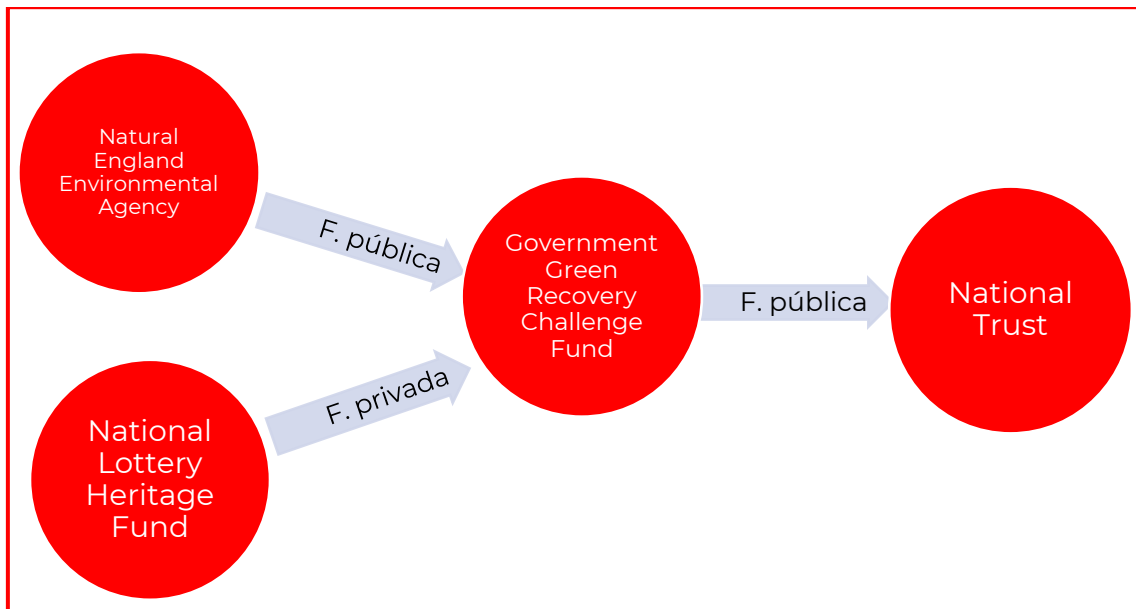 Natural
England
Environmental
Agency
F. pública
National
Lottery
Heritage
Fund
F. privada
Government
Green
Recovery
Challenge
Fund
F. pública
National
Trust